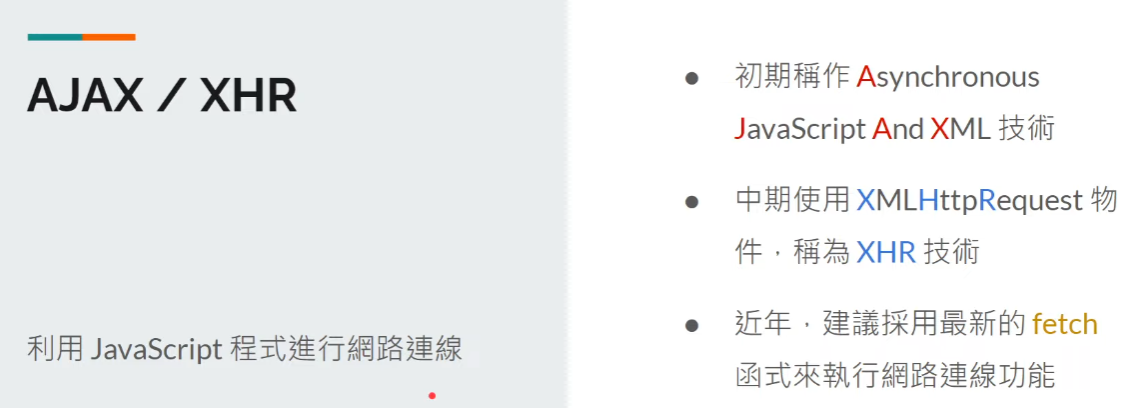 AJAX / XHR
利用 JavaScript 程式進行網路連線
初期稱作 Asynchronous
JavaScript And XML 技術
中期使用 XMLHttpRequest 物
件，稱為 XHR 技術
近年，建議採用最新的 fetch
函式來執行網路連線功能